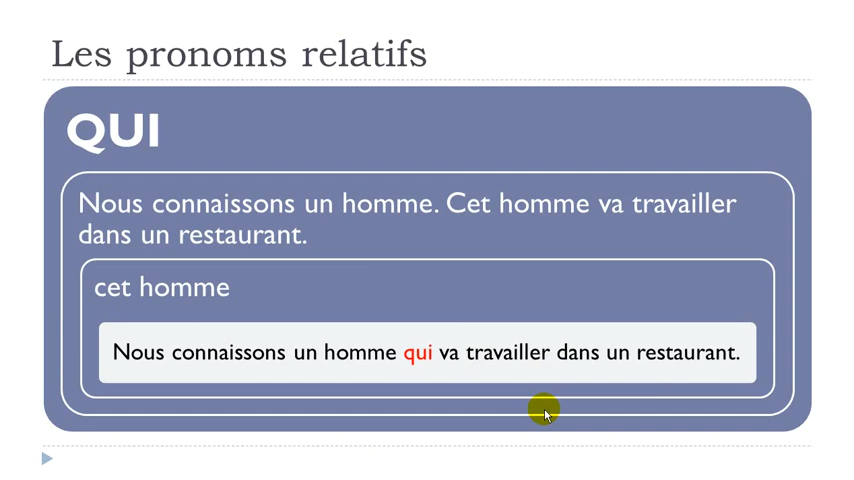 Les pronoms relatifs
QUI
Nous connaissons un homme. Cet homme va travailler
dans un restaurant.
cet homme
Nous connaissons un homme qui va travailler dans un restaurant.